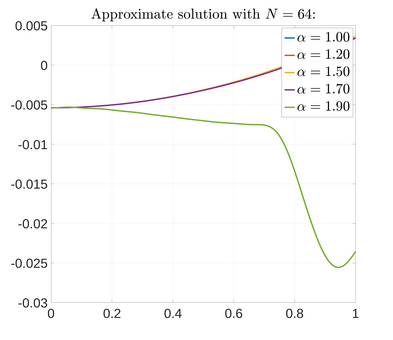 Approximate solution with N = 64:
0.005
0
-0.005
-0.01
-0.015
-0.02
-0.025
-0.03
α = 1.00
α = 1.20
α = 1.50
α = 1.70
α = 1.90
0 0.2 0.4 0.6 0.8 1